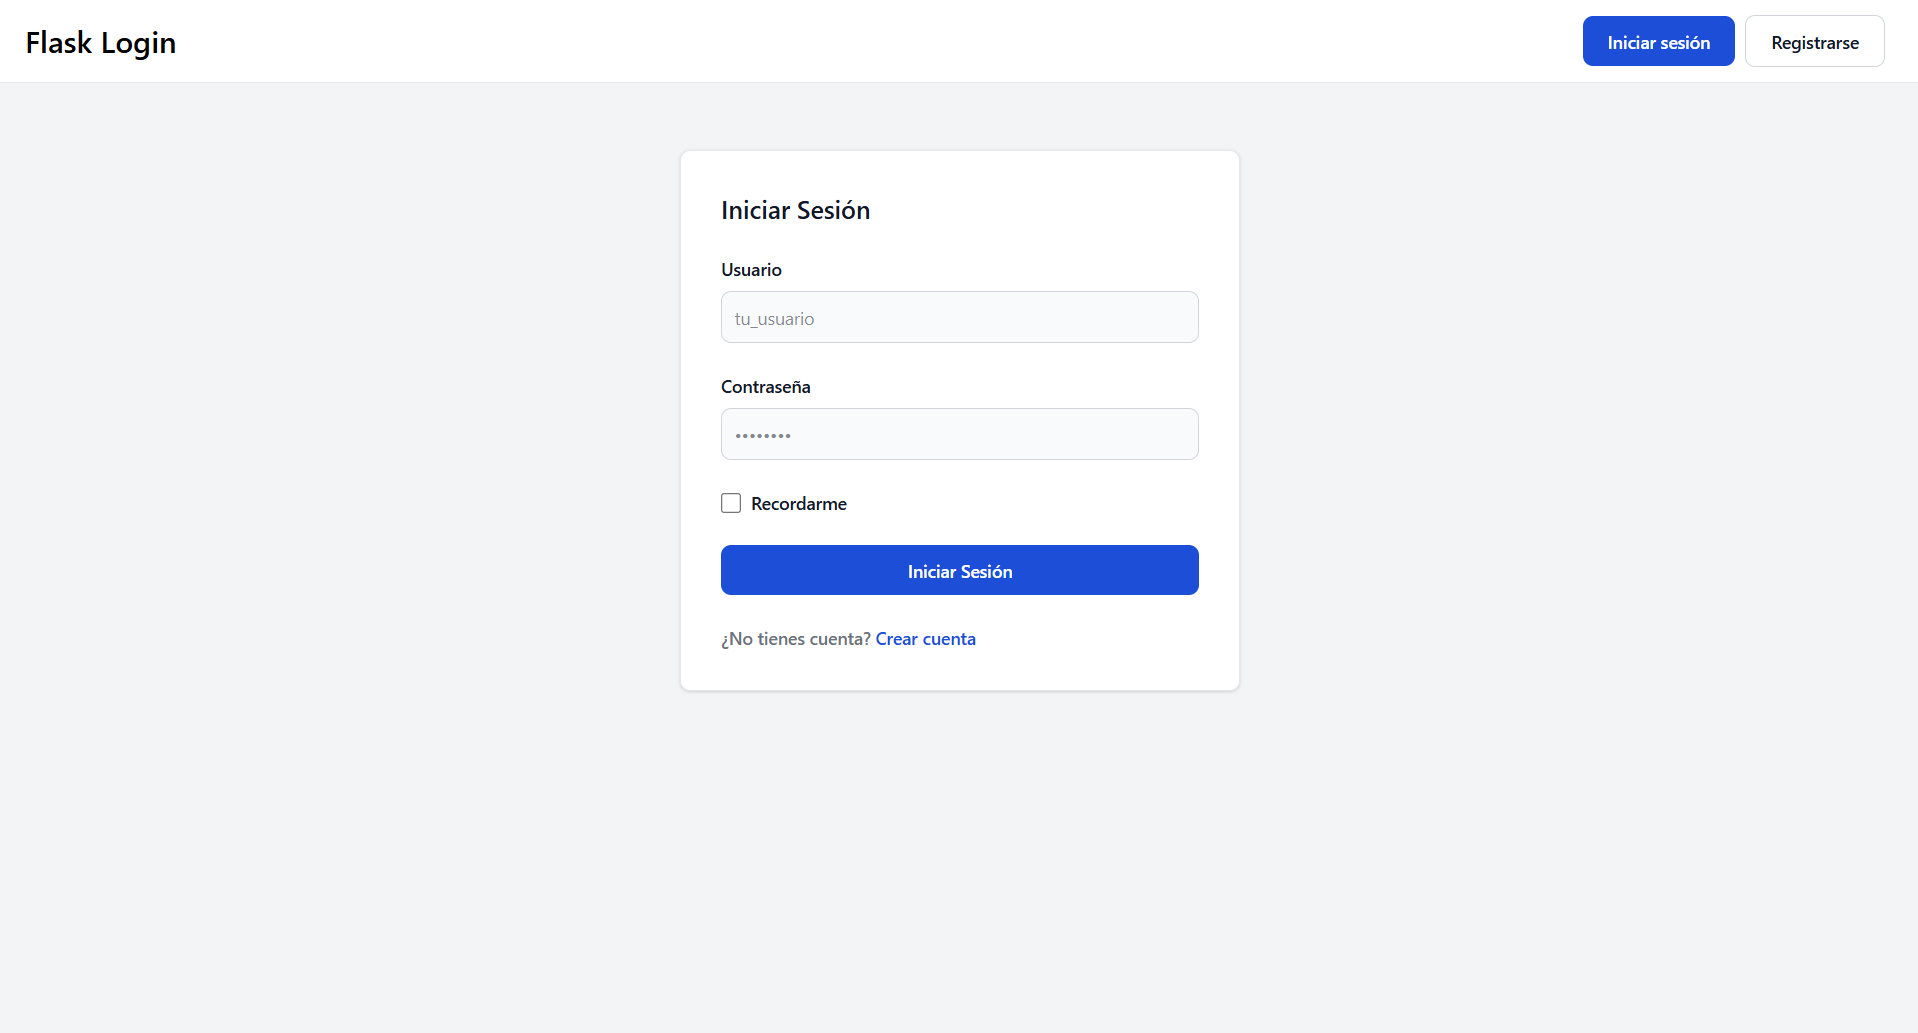 Flask Login
Iniciar sesión
Registrarse
Iniciar Sesión
Usuario
tu_usuario
Contraseña
••••••••
Recordarme
Iniciar Sesión
¿No tienes cuenta? Crear cuenta